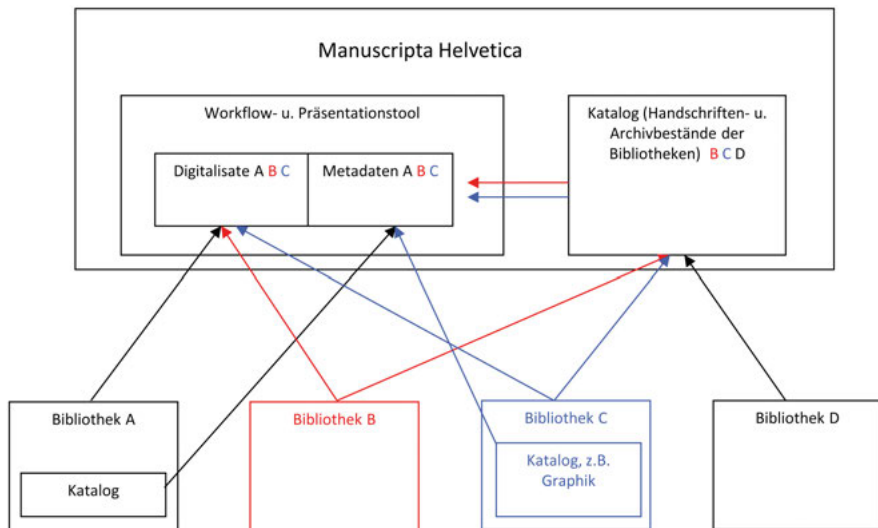 Manuscripta Helvetica
Workflow- u. Präsentationstool
Digitalisate A B C
Metadaten A B C
Katalog (Handschriften- u.
Archivbestände der
Bibliotheken) B C D
Bibliothek A
Katalog
Bibliothek B
Bibliothek C
Katalog, z.B.
Graphik
Bibliothek D